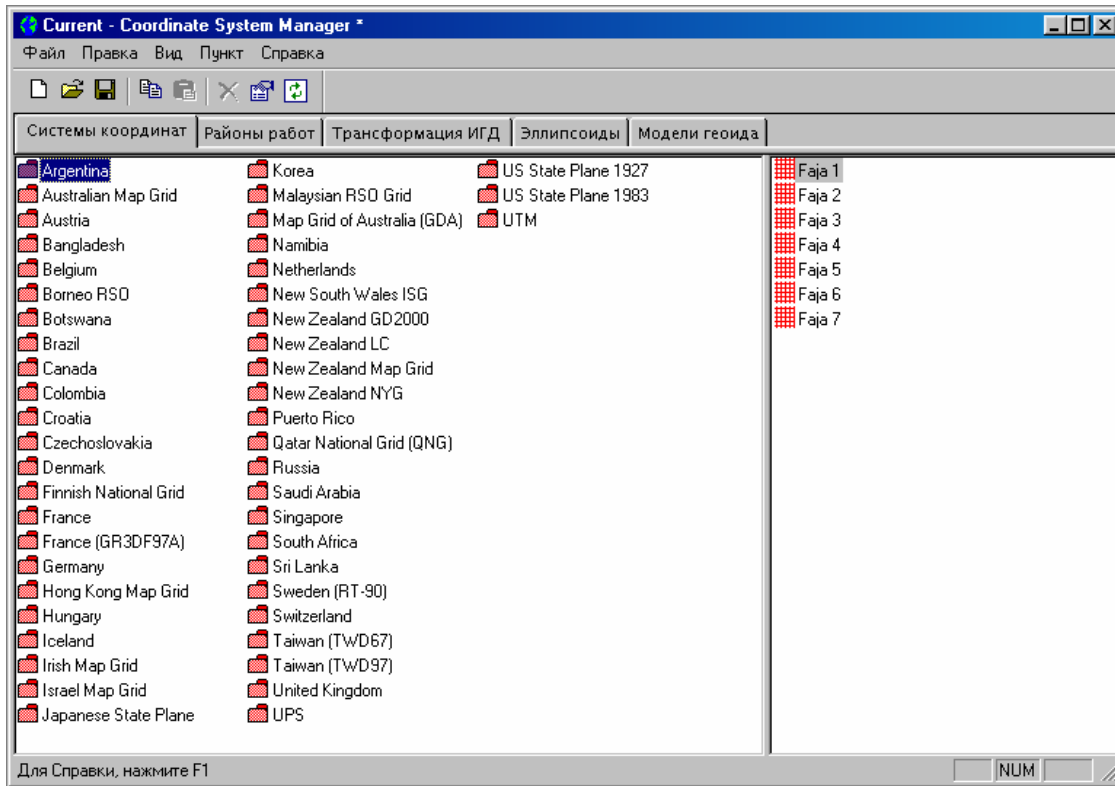 Current - Coordinate System Manager *
Файл Правка Вид Пункт Справка
Системы координат Районы работ Трансформация ИГД Эллипсоиды Модели геоида
Argentina
Australian Map Grid
Austria
Bangladesh
Belgium
Borneo RSO
Botswana
Brazil
Canada
Colombia
Croatia
Czechoslovakia
Denmark
Finnish National Grid
France
France (GR3DF97A)
Germany
Hong Kong Map Grid
Hungary
Iceland
Irish Map Grid
Israel Map Grid
Japanese State Plane
Korea
Malaysian RSO Grid
Map Grid of Australia (GDA)
Namibia
Netherlands
New South Wales ISG
New Zealand GD2000
New Zealand LC
New Zealand Map Grid
New Zealand NYG
Puerto Rico
Qatar National Grid (QNG)
Russia
Saudi Arabia
Singapore
South Africa
Sri Lanka
Sweden (RT-90)
Switzerland
Taiwan (TWD67)
Taiwan (TWD97)
United Kingdom
UPS
US State Plane 1927
US State Plane 1983
UTM
Faja 1
Faja 2
Faja 3
Faja 4
Faja 5
Faja 6
Faja 7
Для Справки, нажмите F1
NUM